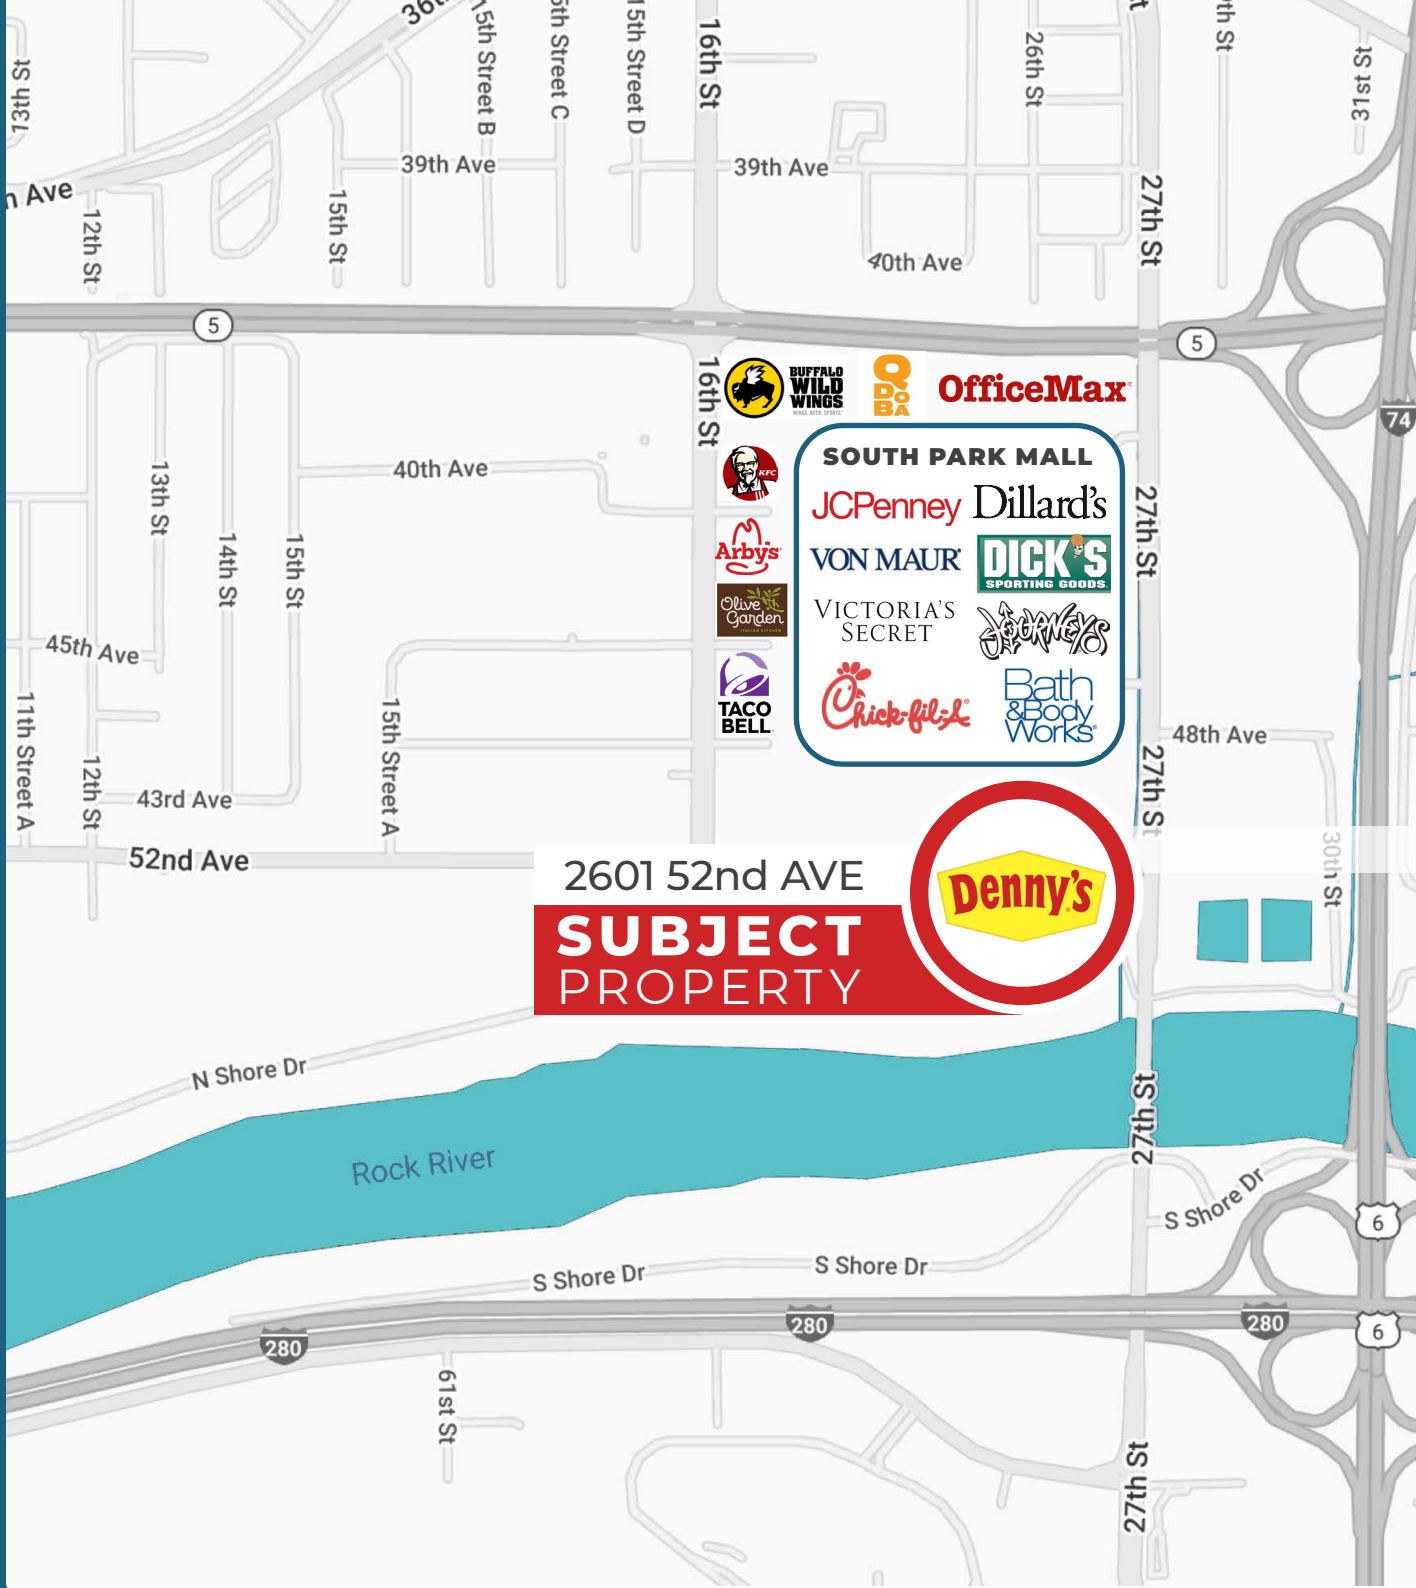 36th
15th Street B
5th Street C
15th Street D
16th St
26th St
th St
31st St
13th St
39th Ave
39th Ave
h Ave
12th St
15th St
27th St
40th Ave
5
5
74
16th St
BUFFALO
WILD
WINGS
WINGS. BEER. SPORTS.
QDOBA
OfficeMax
KFC
Arby's
Olive
Garden
ITALIAN KITCHEN
TACO
BELL
SOUTH PARK MALL
JCPenney
Dillard's
VON MAUR
DICK'S
SPORTING GOODS
VICTORIA'S
SECRET
JOURNEYS
Chick-fil-A
Bath
&Body
Works
40th Ave
13th St
14th St
15th St
27th St
45th Ave
11th Street A
12th St
15th Street A
48th Ave
27th St
43rd Ave
52nd Ave
30th St
2601 52nd AVE
SUBJECT
PROPERTY
Denny's
N Shore Dr
Rock River
27th St
S Shore Dr
S Shore Dr
S Shore Dr
6
280
280
280
6
61st St
27th St